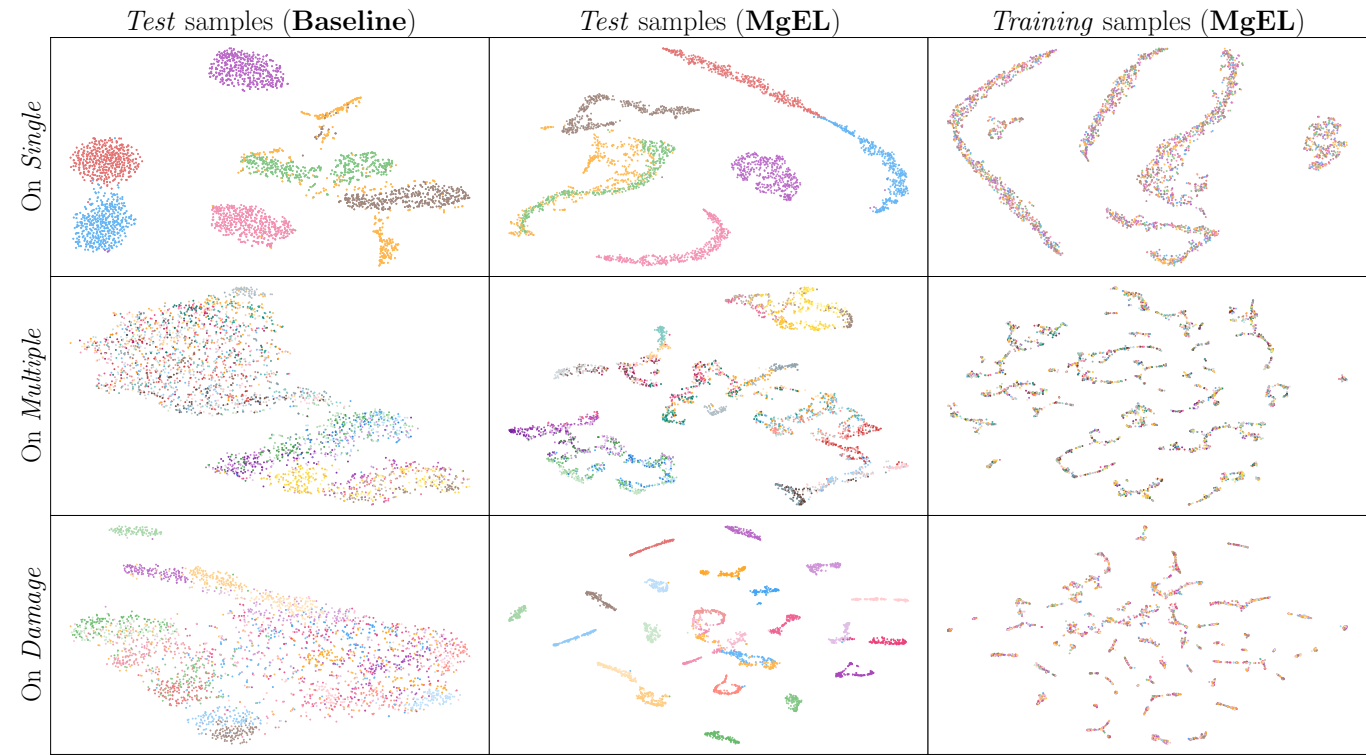 Test samples (Baseline)
Test samples (MgEL)
Training samples (MgEL)
On Single
On Multiple
On Damage